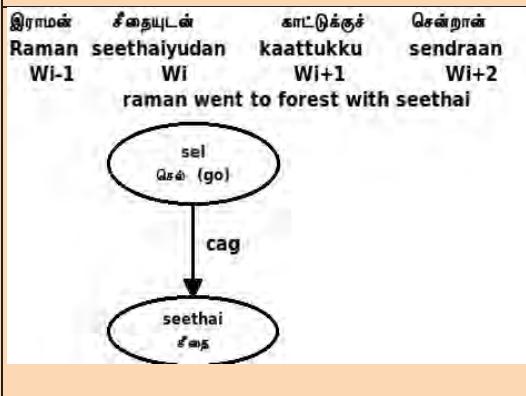 இராமன் சீதையுடன் காட்டுக்குச் சென்றான்
Raman seethaiyudan kaattukku sendraan
Wi-1 Wi Wi+1 Wi+2
raman went to forest with seethai
sel
செல் (go)
cag
seethai
சீதை